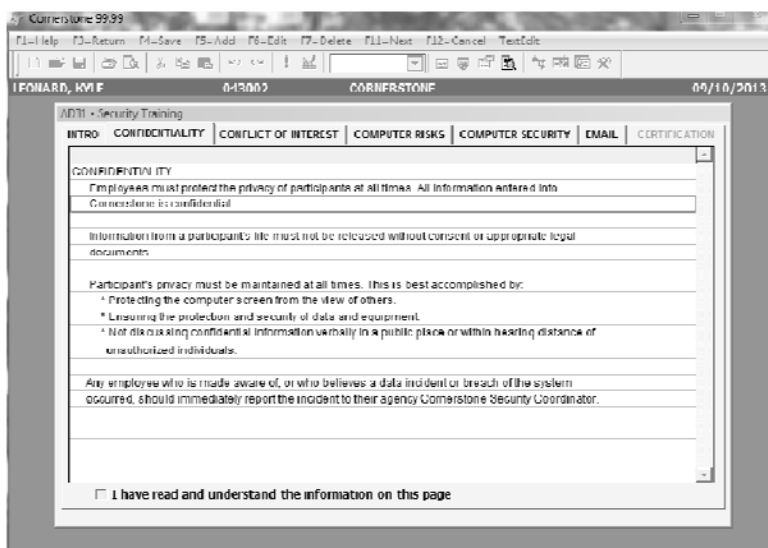 Cornerstone 99.99
F1=Help F3=Return F4=Save F5=Add F6=Edit F7=Delete F11=Next F12=Cancel TextEdit
LEONARD, KYLE 043002 CORNERSTONE 09/10/2013
AD31 - Security Training
INTRO CONFIDENTIALITY CONFLICT OF INTEREST COMPUTER RISKS COMPUTER SECURITY EMAIL CERTIFICATION
CONFIDENTIALITY
Employees must protect the privacy of participants at all times. All information entered into
Cornerstone is confidential
Information from a participant's file must not be released without consent or appropriate legal
documents
Participant's privacy must be maintained at all times. This is best accomplished by:
* Protecting the computer screen from the view of others.
* Ensuring the protection and security of data and equipment.
* Not discussing confidential information verbally in a public place or within hearing distance of
unauthorized individuals.
Any employee who is made aware of, or who believes a data incident or breach of the system
occurred, should immediately report the incident to their agency Cornerstone Security Coordinator.
I have read and understand the information on this page